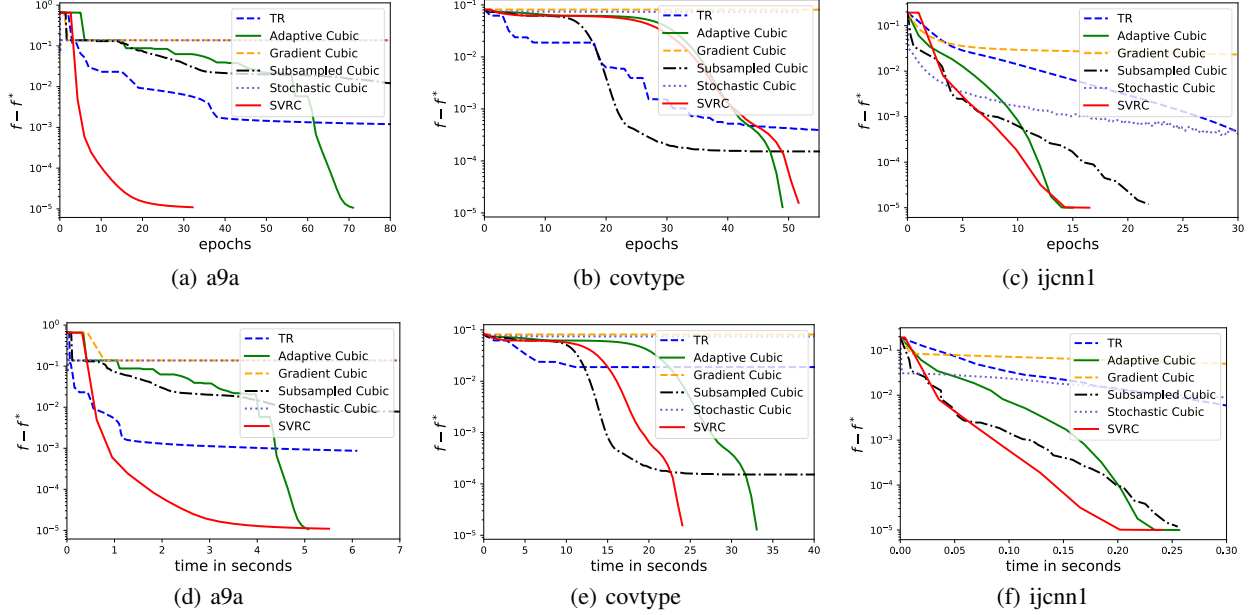 10⁰
10⁻¹
10⁻²
10⁻³
10⁻⁴
10⁻⁵
f − f*
TR
Adaptive Cubic
Gradient Cubic
Subsampled Cubic
Stochastic Cubic
SVRC
0 10 20 30 40 50 60 70 80
epochs
(a) a9a
10⁻¹
10⁻²
10⁻³
10⁻⁴
10⁻⁵
f − f*
TR
Adaptive Cubic
Gradient Cubic
Subsampled Cubic
Stochastic Cubic
SVRC
0 10 20 30 40 50
epochs
(b) covtype
10⁻¹
10⁻²
10⁻³
10⁻⁴
10⁻⁵
f − f*
TR
Adaptive Cubic
Gradient Cubic
Subsampled Cubic
Stochastic Cubic
SVRC
0 5 10 15 20 25 30
epochs
(c) ijcnn1
10⁰
10⁻¹
10⁻²
10⁻³
10⁻⁴
10⁻⁵
f − f*
TR
Adaptive Cubic
Gradient Cubic
Subsampled Cubic
Stochastic Cubic
SVRC
0 1 2 3 4 5 6 7
time in seconds
(d) a9a
10⁻¹
10⁻²
10⁻³
10⁻⁴
10⁻⁵
f − f*
TR
Adaptive Cubic
Gradient Cubic
Subsampled Cubic
Stochastic Cubic
SVRC
0 5 10 15 20 25 30 35 40
time in seconds
(e) covtype
10⁻¹
10⁻²
10⁻³
10⁻⁴
10⁻⁵
f − f*
TR
Adaptive Cubic
Gradient Cubic
Subsampled Cubic
Stochastic Cubic
SVRC
0.00 0.05 0.10 0.15 0.20 0.25 0.30
time in seconds
(f) ijcnn1